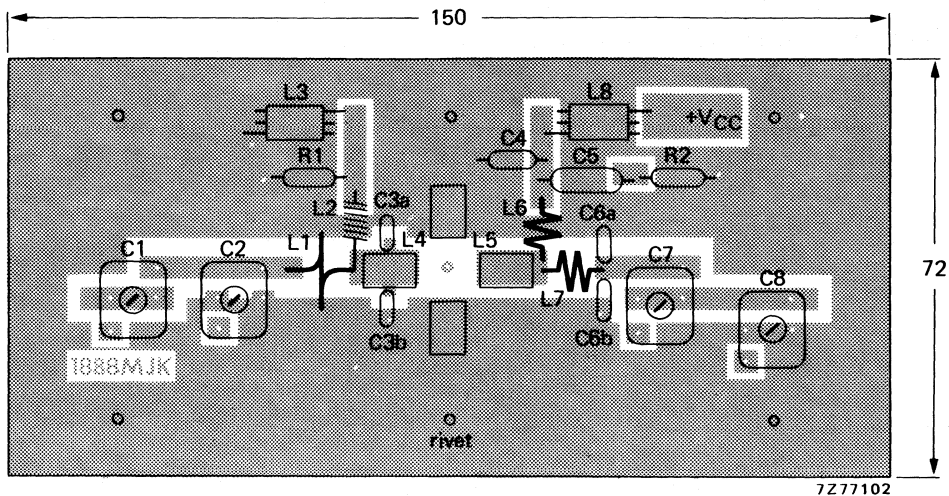 150
L3
L8
+VCC
C4
R1
C5
R2
L2
C3a
L6
C6a
C1
C2
L1
L4
L5
C7
C8
72
L7
C3b
C6b
1888MJK
rivet
7Z77102